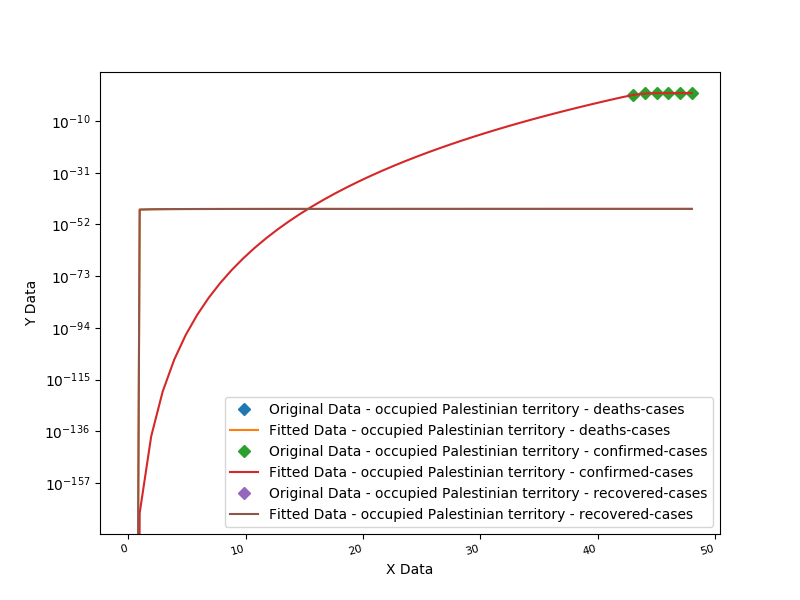 10⁻¹⁰
10⁻³¹
10⁻⁵²
10⁻⁷³
10⁻⁹⁴
10⁻¹¹⁵
10⁻¹³⁶
10⁻¹⁵⁷
Y Data
Original Data - occupied Palestinian territory - deaths-cases
Fitted Data - occupied Palestinian territory - deaths-cases
Original Data - occupied Palestinian territory - confirmed-cases
Fitted Data - occupied Palestinian territory - confirmed-cases
Original Data - occupied Palestinian territory - recovered-cases
Fitted Data - occupied Palestinian territory - recovered-cases
0 10 20 30 40 50
X Data